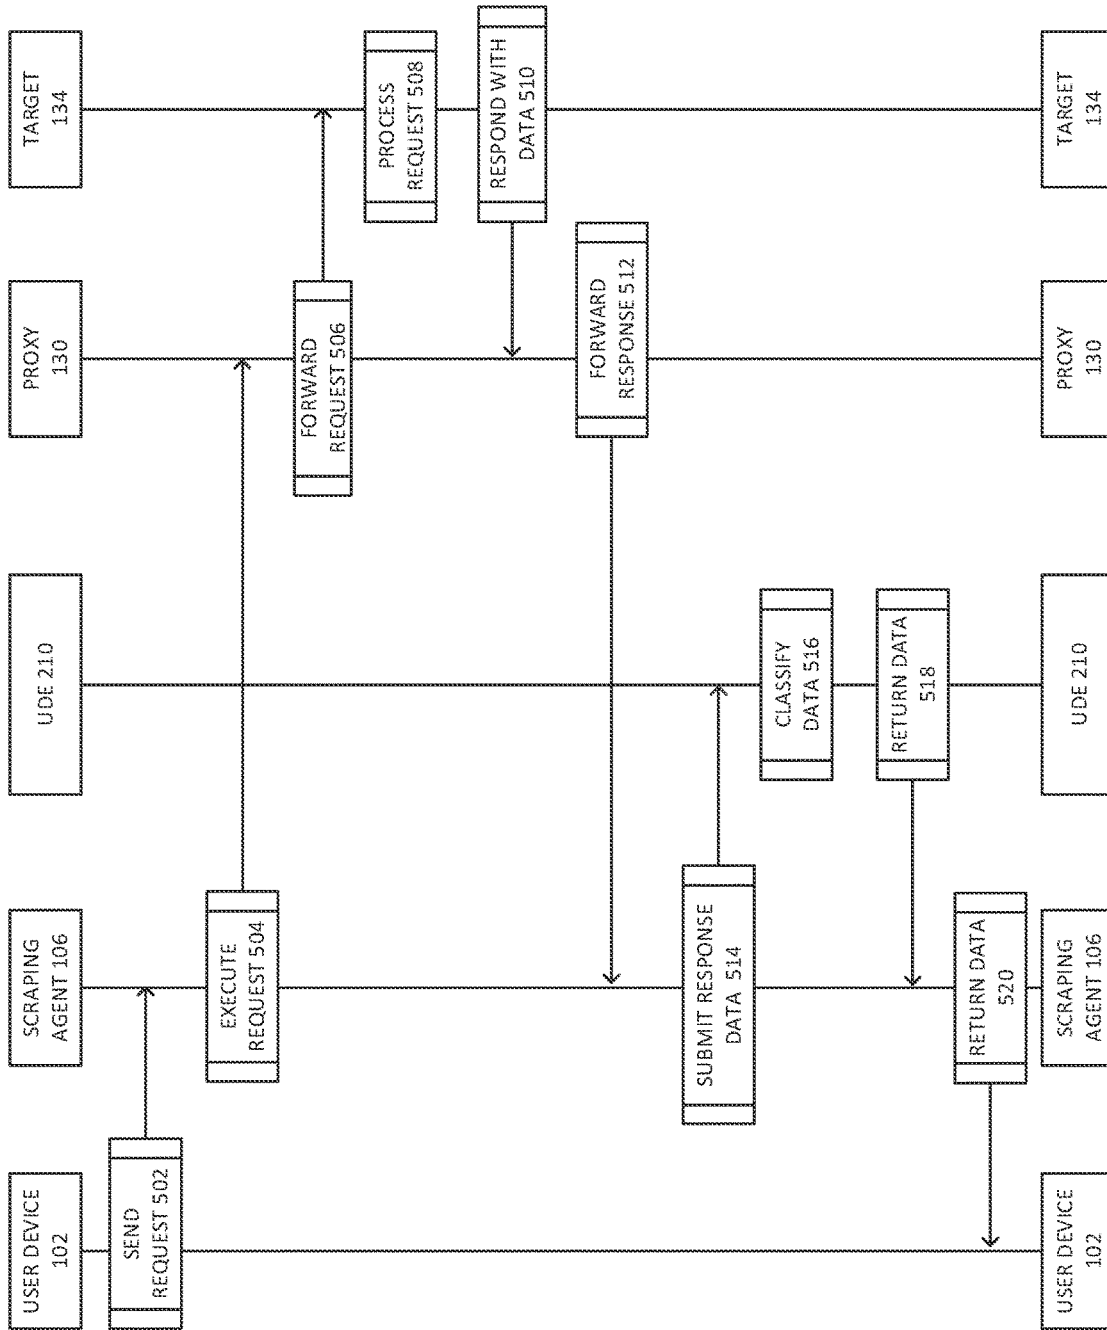 USER DEVICE
102
SCRAPING
AGENT 106
UDE 210
PROXY
130
TARGET
134
SEND
REQUEST 502
EXECUTE
REQUEST 504
FORWARD
REQUEST 506
PROCESS
REQUEST 508
RESPOND WITH
DATA 510
FORWARD
RESPONSE 512
SUBMIT RESPONSE
DATA 514
CLASSIFY
DATA 516
RETURN DATA
518
RETURN DATA
520
USER DEVICE
102
SCRAPING
AGENT 106
UDE 210
PROXY
130
TARGET
134